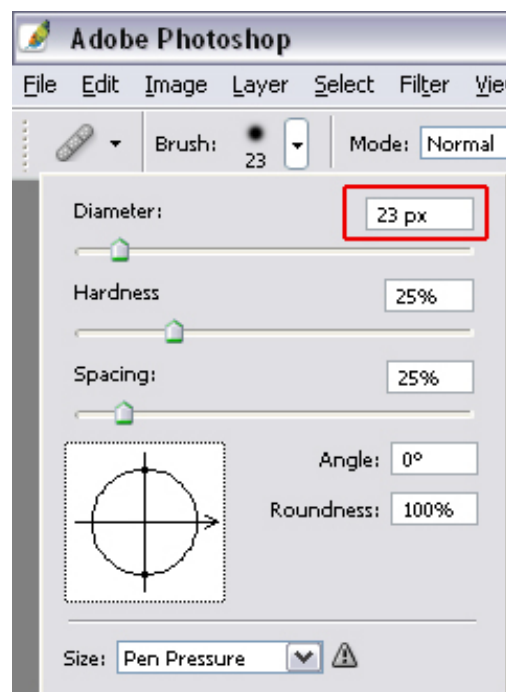 Adobe Photoshop
File Edit Image Layer Select Filter Vie
Brush: 23 Mode: Normal
Diameter: 23 px
Hardness 25%
Spacing: 25%
Angle: 0°
Roundness: 100%
Size: Pen Pressure